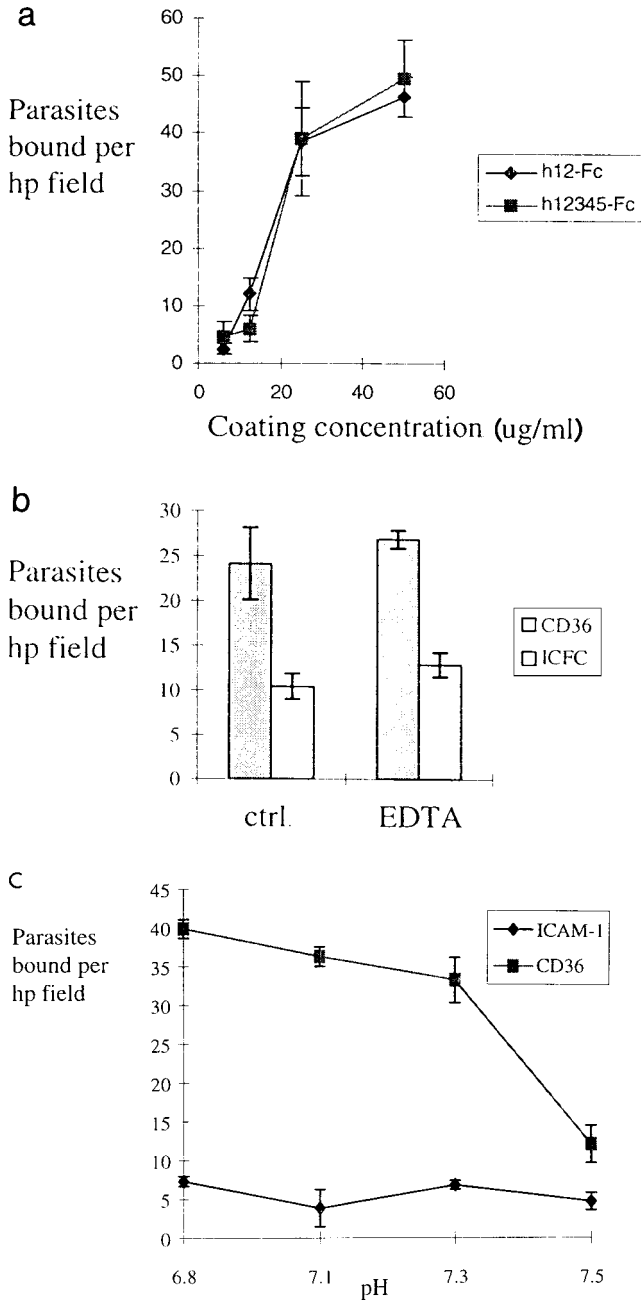 a
Parasites
bound per
hp field
60
50
40
30
20
10
0
0
20
40
60
Coating concentration (ug/ml)
h12-Fc
h12345-Fc
b
Parasites
bound per
hp field
30
25
20
15
10
5
0
ctrl.
EDTA
CD36
ICFC
c
Parasites
bound per
hp field
45
40
35
30
25
20
15
10
5
0
6.8
7.1
7.3
7.5
pH
ICAM-1
CD36